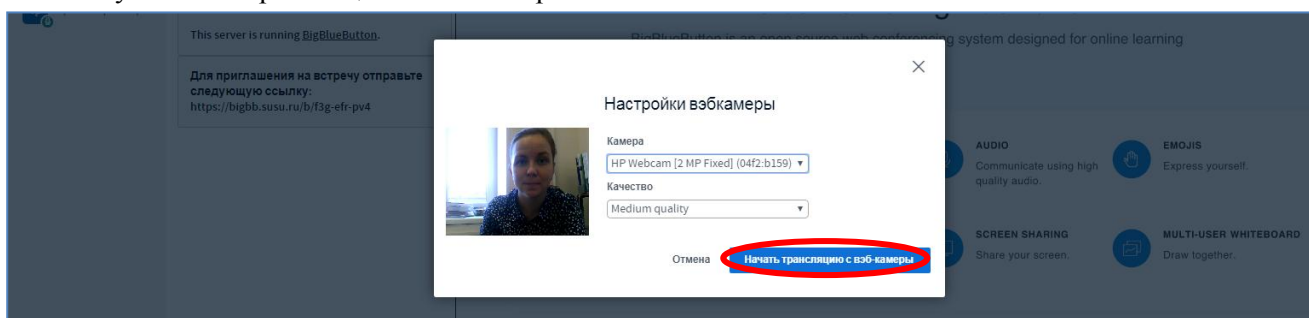 This server is running BigBlueButton.
BigBlueButton is an open source web conferencing system designed for online learning
Для приглашения на встречу отправьте
следующую ссылку:
https://bigbb.susu.ru/b/f3g-efr-pv4
Настройки вэбкамеры
Камера
HP Webcam [2 MP Fixed] (04f2:b159)
Качество
Medium quality
Отмена
Начать трансляцию с вэб-камеры
AUDIO
Communicate using high
quality audio.
EMOJIS
Express yourself.
SCREEN SHARING
Share your screen.
MULTI-USER WHITEBOARD
Draw together.